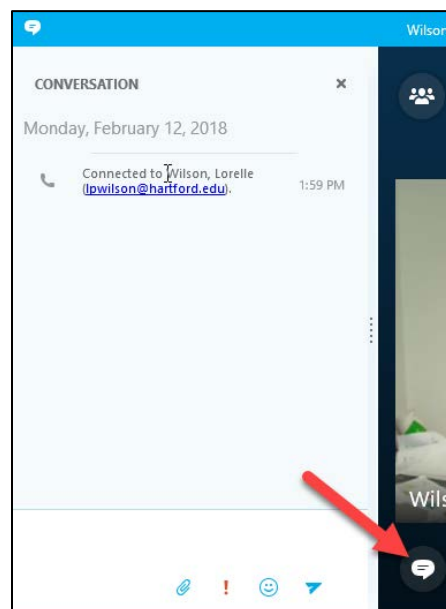 Wilson
CONVERSATION
Monday, February 12, 2018
Connected to Wilson, Lorelle
(lpwilson@hartford.edu).
1:59 PM
Wils